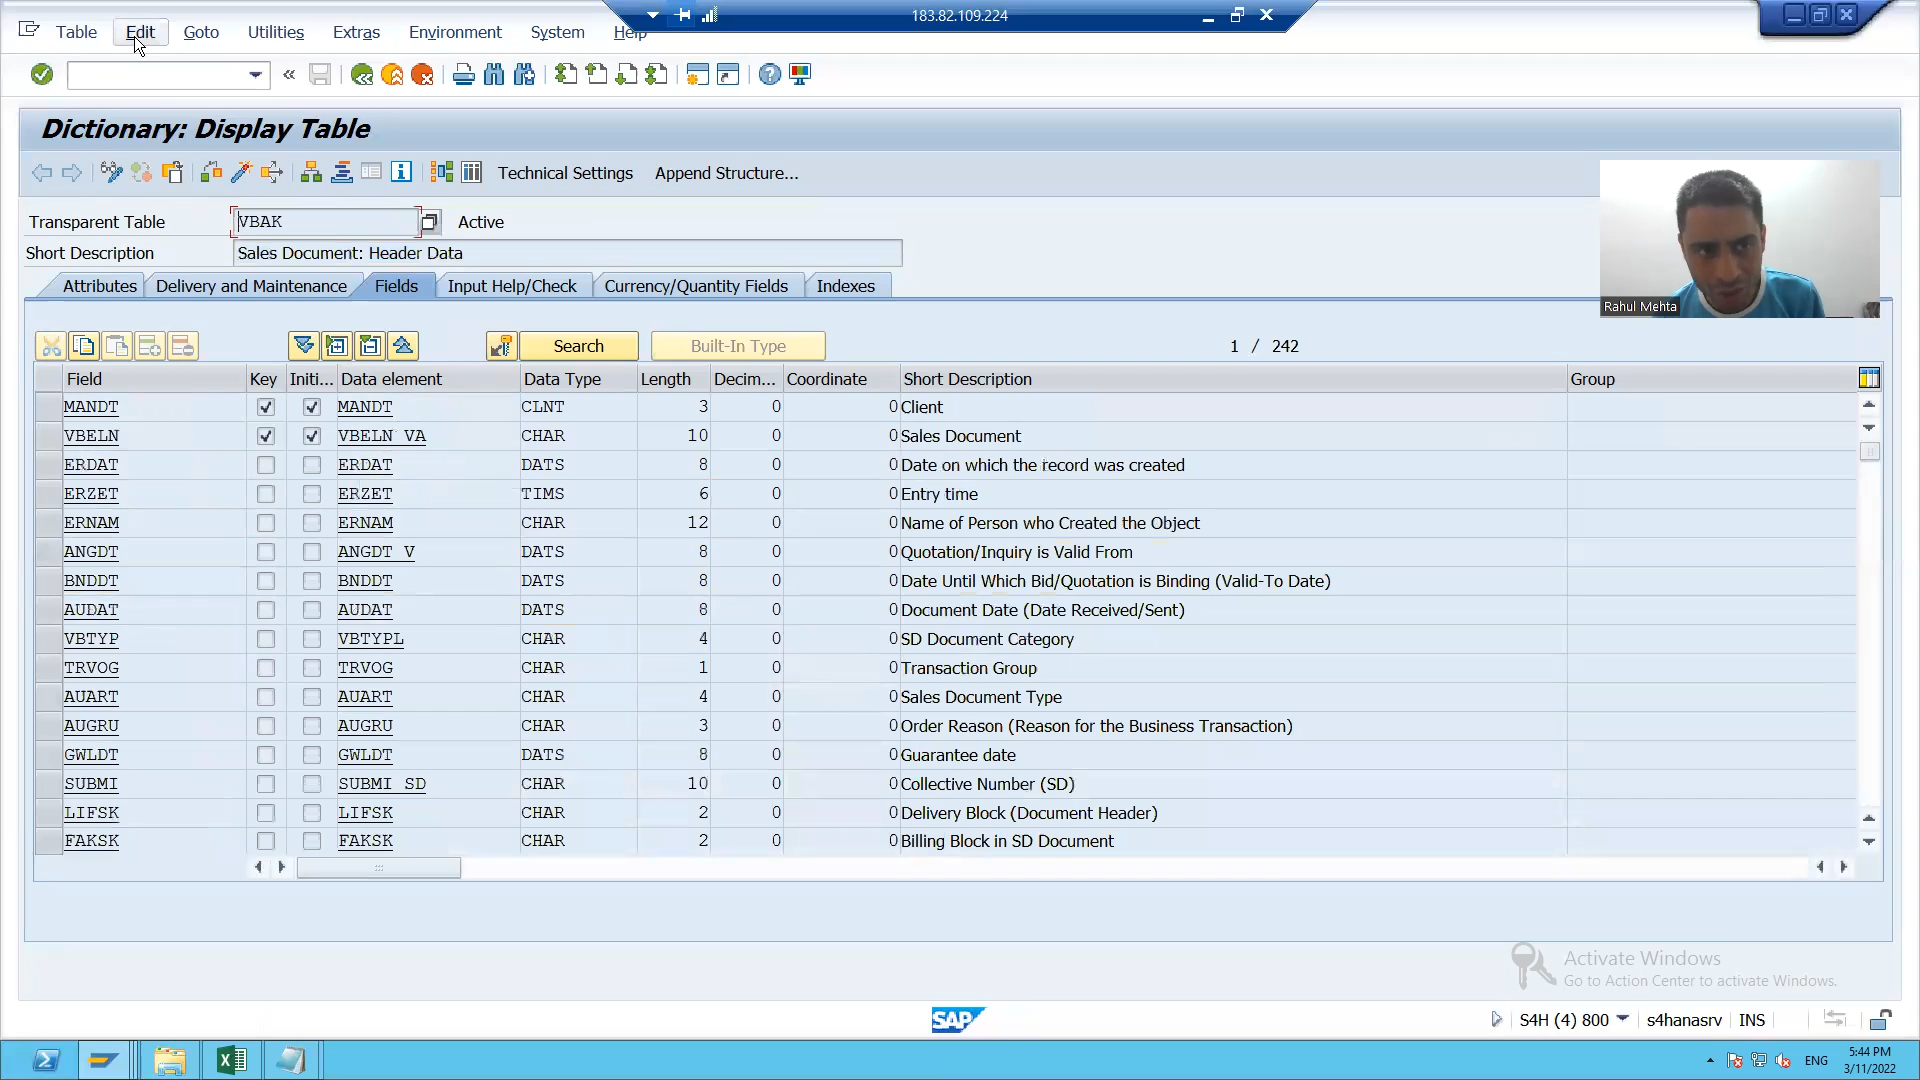 183.82.109.224
Table Edit Goto Utilities Extras Environment System Help
Dictionary: Display Table
Technical Settings Append Structure...
Transparent Table VBAK Active
Short Description Sales Document: Header Data
Attributes Delivery and Maintenance Fields Input Help/Check Currency/Quantity Fields Indexes
Rahul Mehta
Search Built-In Type 1 / 242
Field Key Initi... Data element Data Type Length Decim... Coordinate Short Description Group
MANDT MANDT CLNT 3 0 0 Client
VBELN VBELN_VA CHAR 10 0 0 Sales Document
ERDAT ERDAT DATS 8 0 0 Date on which the record was created
ERZET ERZET TIMS 6 0 0 Entry time
ERNAM ERNAM CHAR 12 0 0 Name of Person who Created the Object
ANGDT ANGDT_V DATS 8 0 0 Quotation/Inquiry is Valid From
BNDDT BNDDT DATS 8 0 0 Date Until Which Bid/Quotation is Binding (Valid-To Date)
AUDAT AUDAT DATS 8 0 0 Document Date (Date Received/Sent)
VBTYP VBTYPL CHAR 4 0 0 SD Document Category
TRVOG TRVOG CHAR 1 0 0 Transaction Group
AUART AUART CHAR 4 0 0 Sales Document Type
AUGRU AUGRU CHAR 3 0 0 Order Reason (Reason for the Business Transaction)
GWLDT GWLDT DATS 8 0 0 Guarantee date
SUBMI SUBMI_SD CHAR 10 0 0 Collective Number (SD)
LIFSK LIFSK CHAR 2 0 0 Delivery Block (Document Header)
FAKSK FAKSK CHAR 2 0 0 Billing Block in SD Document
Activate Windows
Go to Action Center to activate Windows.
SAP S4H (4) 800 s4hanasrv INS
ENG 5:44 PM
3/11/2022